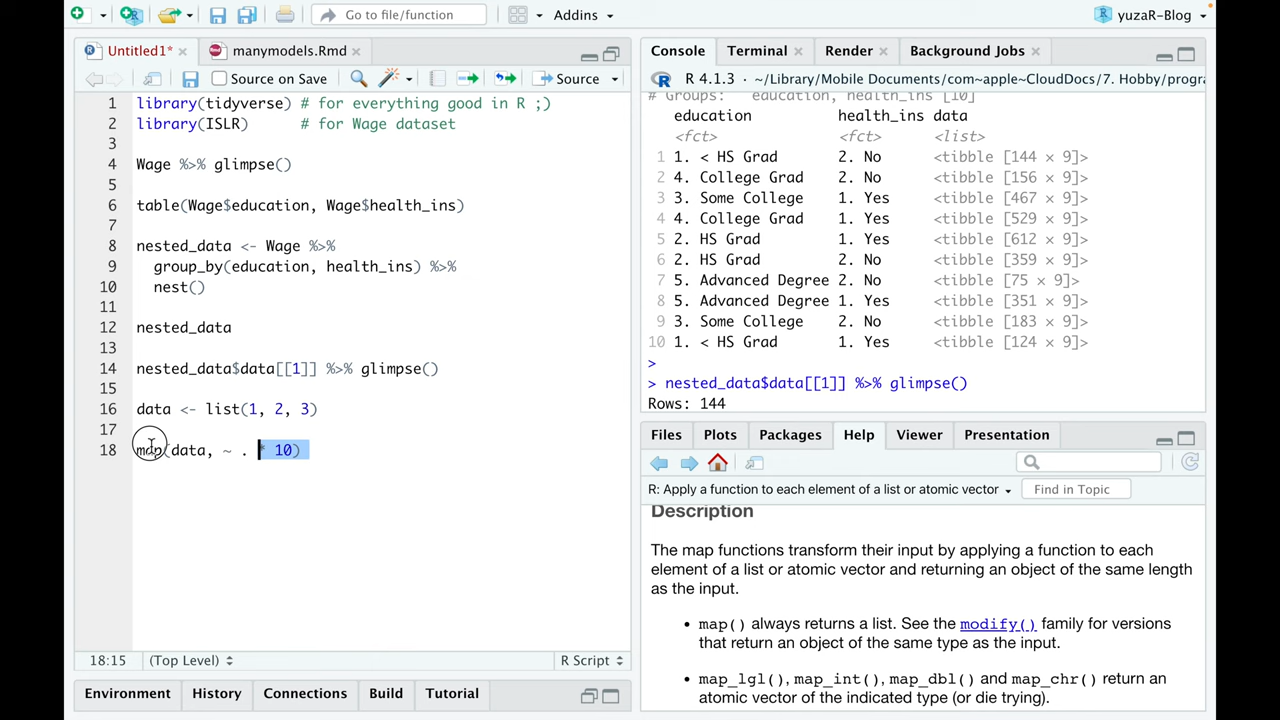 Go to file/function
Addins
yuzaR-Blog
Untitled1*
manymodels.Rmd
Source on Save
Source
1 library(tidyverse) # for everything good in R ;)
2 library(ISLR) # for Wage dataset
3
4 Wage %>% glimpse()
5
6 table(Wage$education, Wage$health_ins)
7
8 nested_data <- Wage %>%
9 group_by(education, health_ins) %>%
10 nest()
11
12 nested_data
13
14 nested_data$data[[1]] %>% glimpse()
15
16 data <- list(1, 2, 3)
17
18 map(data, ~ . * 10)
18:15 (Top Level) R Script
Environment History Connections Build Tutorial
Console Terminal Render Background Jobs
R 4.1.3 · ~/Library/Mobile Documents/com~apple~CloudDocs/7. Hobby/progra
# Groups: education, health_ins [10]
education health_ins data
<fct> <fct> <list>
1 1. < HS Grad 2. No <tibble [144 × 9]>
2 4. College Grad 2. No <tibble [156 × 9]>
3 3. Some College 1. Yes <tibble [467 × 9]>
4 4. College Grad 1. Yes <tibble [529 × 9]>
5 2. HS Grad 1. Yes <tibble [612 × 9]>
6 2. HS Grad 2. No <tibble [359 × 9]>
7 5. Advanced Degree 2. No <tibble [75 × 9]>
8 5. Advanced Degree 1. Yes <tibble [351 × 9]>
9 3. Some College 2. No <tibble [183 × 9]>
10 1. < HS Grad 1. Yes <tibble [124 × 9]>
>
> nested_data$data[[1]] %>% glimpse()
Rows: 144
Files Plots Packages Help Viewer Presentation
R: Apply a function to each element of a list or atomic vector
Find in Topic
Description
The map functions transform their input by applying a function to each
element of a list or atomic vector and returning an object of the same length
as the input.
• map() always returns a list. See the modify() family for versions
that return an object of the same type as the input.
• map_lgl(), map_int(), map_dbl() and map_chr() return an
atomic vector of the indicated type (or die trying).